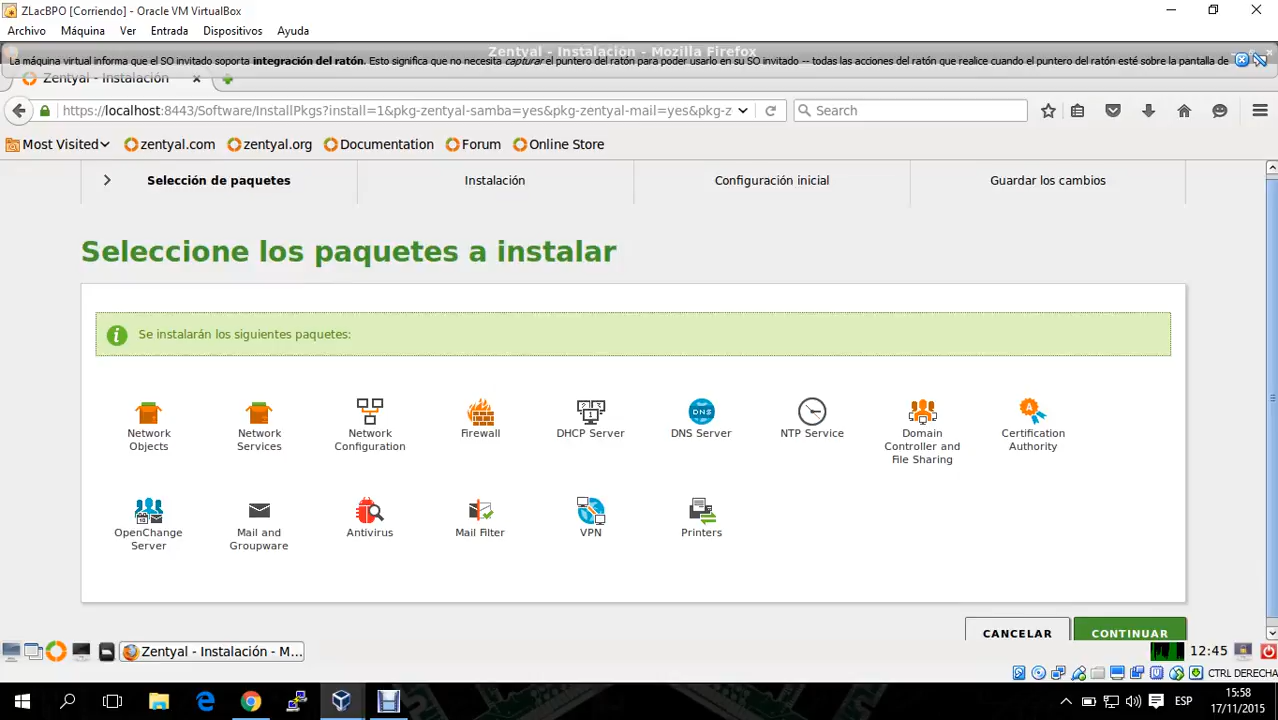 ZLacBPO [Corriendo] - Oracle VM VirtualBox
Archivo Máquina Ver Entrada Dispositivos Ayuda
Zentyal - Instalación - Mozilla Firefox
La máquina virtual informa que el SO invitado soporta integración del ratón. Esto significa que no necesita capturar el puntero del ratón para poder usarlo en su SO invitado -- todas las acciones del ratón que realice cuando el puntero del ratón esté sobre la pantalla de
Zentyal - Instalación
https://localhost:8443/Software/InstallPkgs?install=1&pkg-zentyal-samba=yes&pkg-zentyal-mail=yes&pkg-z Search
Most Visited zentyal.com zentyal.org Documentation Forum Online Store
Selección de paquetes Instalación Configuración inicial Guardar los cambios
Seleccione los paquetes a instalar
Se instalarán los siguientes paquetes:
DNS
A
Network Objects
Network Services
Network Configuration
Firewall
DHCP Server
DNS Server
NTP Service
Domain Controller and File Sharing
Certification Authority
OpenChange Server
Mail and Groupware
Antivirus
Mail Filter
VPN
Printers
CANCELAR CONTINUAR
Zentyal - Instalación - M... 12:45
CTRL DERECHA
ESP 15:58
17/11/2015